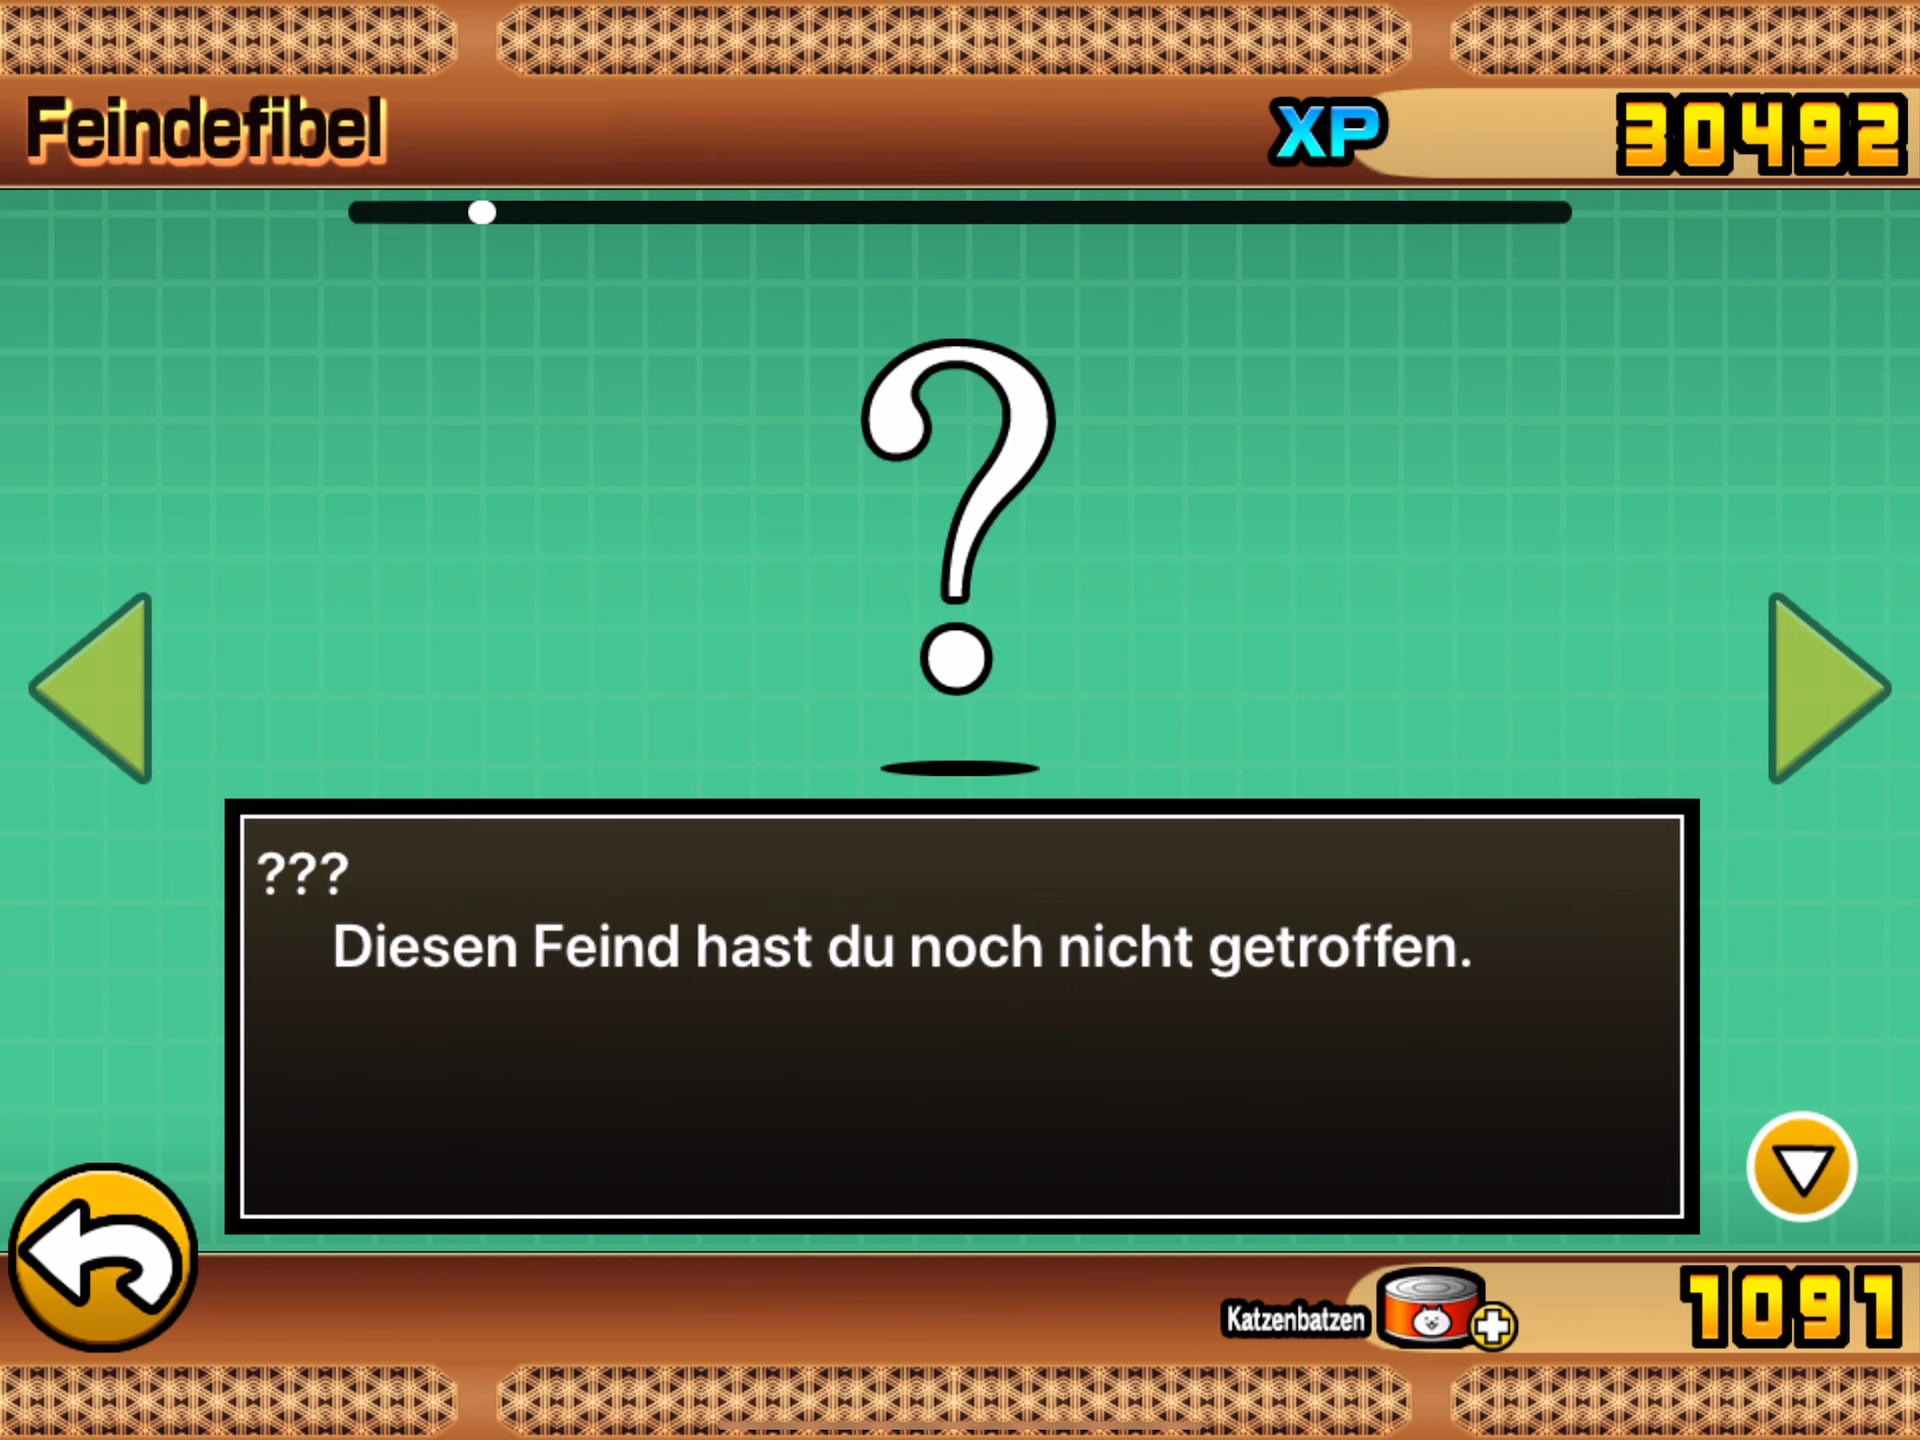 Feindefibel
XP 30492
???
Diesen Feind hast du noch nicht getroffen.
Katzenbatzen 1091